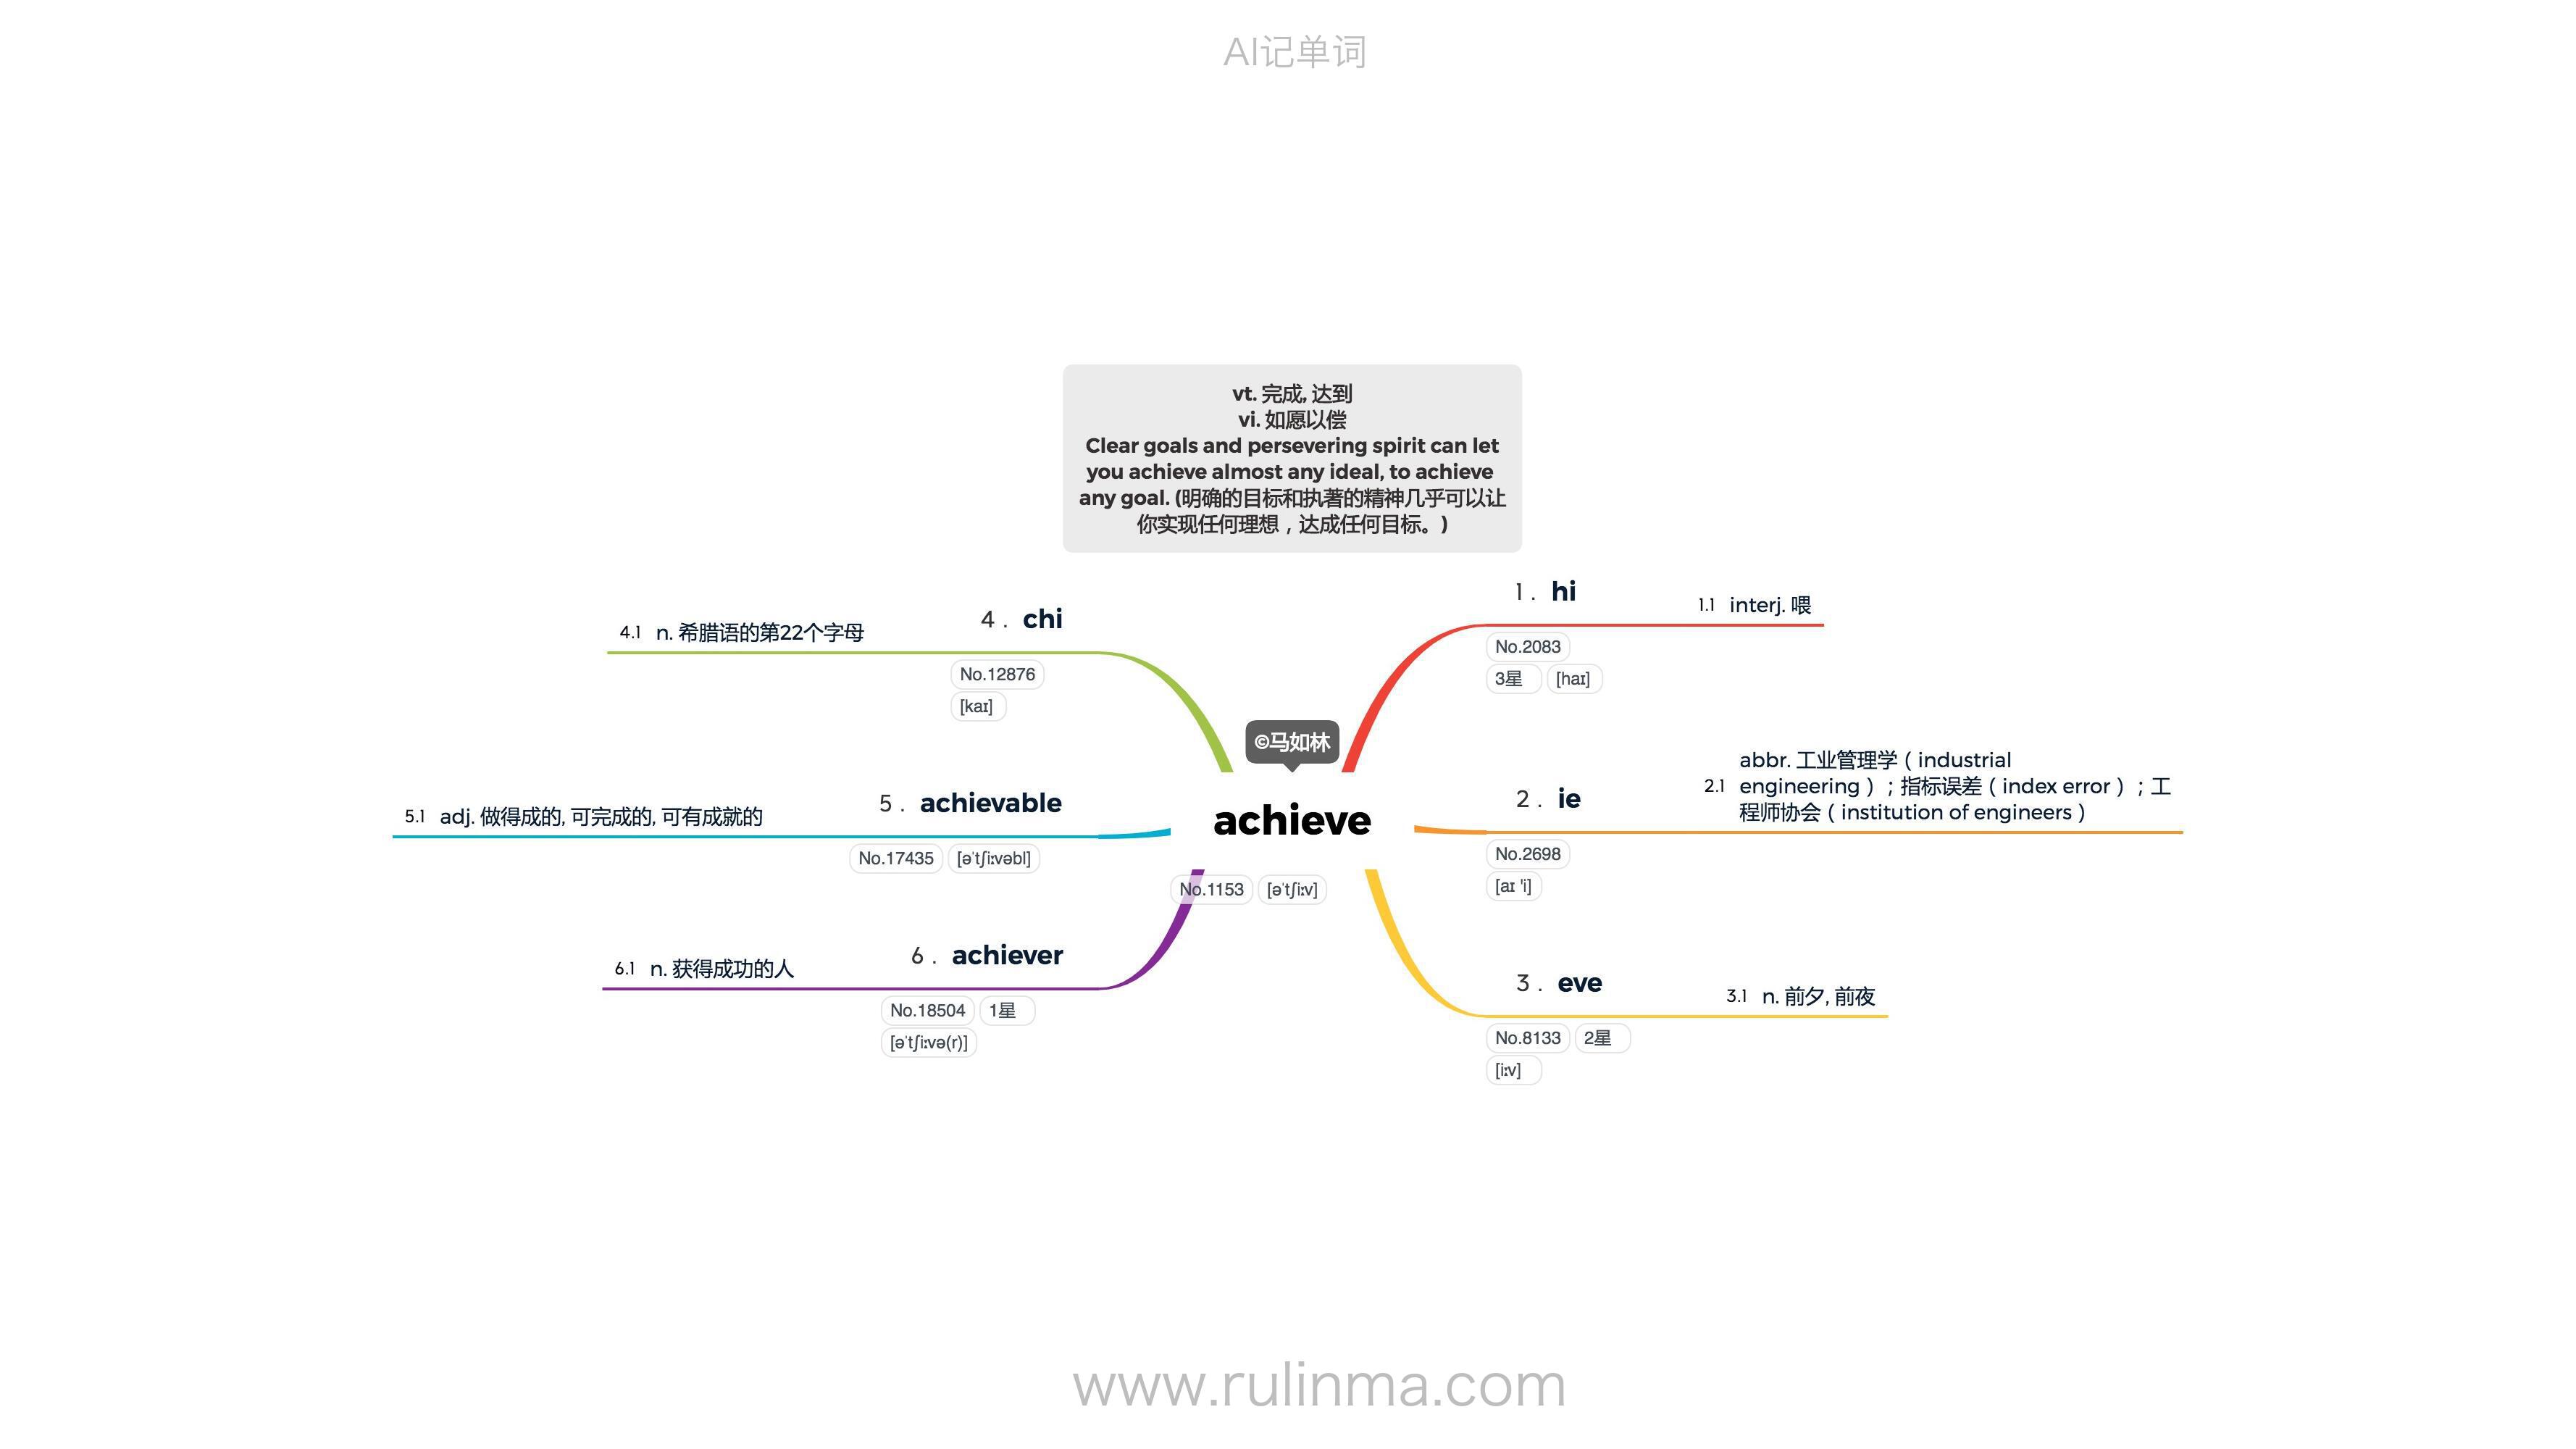 AI记单词
vt. 完成, 达到
vi. 如愿以偿
Clear goals and persevering spirit can let
you achieve almost any ideal, to achieve
any goal. (明确的目标和执著的精神几乎可以让
你实现任何理想，达成任何目标。)
©马如林
achieve
No.1153 [ə'tʃi:v]
1 . hi
No.2083
3星 [haɪ]
1.1 interj. 喂
2 . ie
No.2698
[aɪ 'i]
2.1 abbr. 工业管理学（industrial
engineering）；指标误差（index error）；工
程师协会（institution of engineers）
3 . eve
No.8133 2星
[i:v]
3.1 n. 前夕, 前夜
4 . chi
No.12876
[kaɪ]
4.1 n. 希腊语的第22个字母
5 . achievable
No.17435 [ə'tʃi:vəbl]
5.1 adj. 做得成的, 可完成的, 可有成就的
6 . achiever
No.18504 1星
[ə'tʃi:və(r)]
6.1 n. 获得成功的人
www.rulinma.com